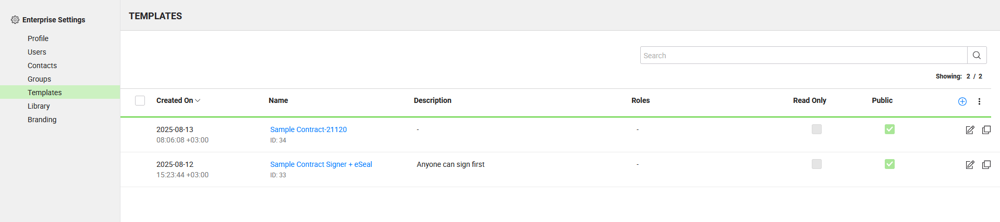 Enterprise Settings
Profile
Users
Contacts
Groups
Templates
Library
Branding
TEMPLATES
Search
Showing: 2 / 2
Created On Name Description Roles Read Only Public
2025-08-13 Sample Contract-21120 - -
08:06:08 +03:00 ID: 34
2025-08-12 Sample Contract Signer + eSeal Anyone can sign first -
15:23:44 +03:00 ID: 33